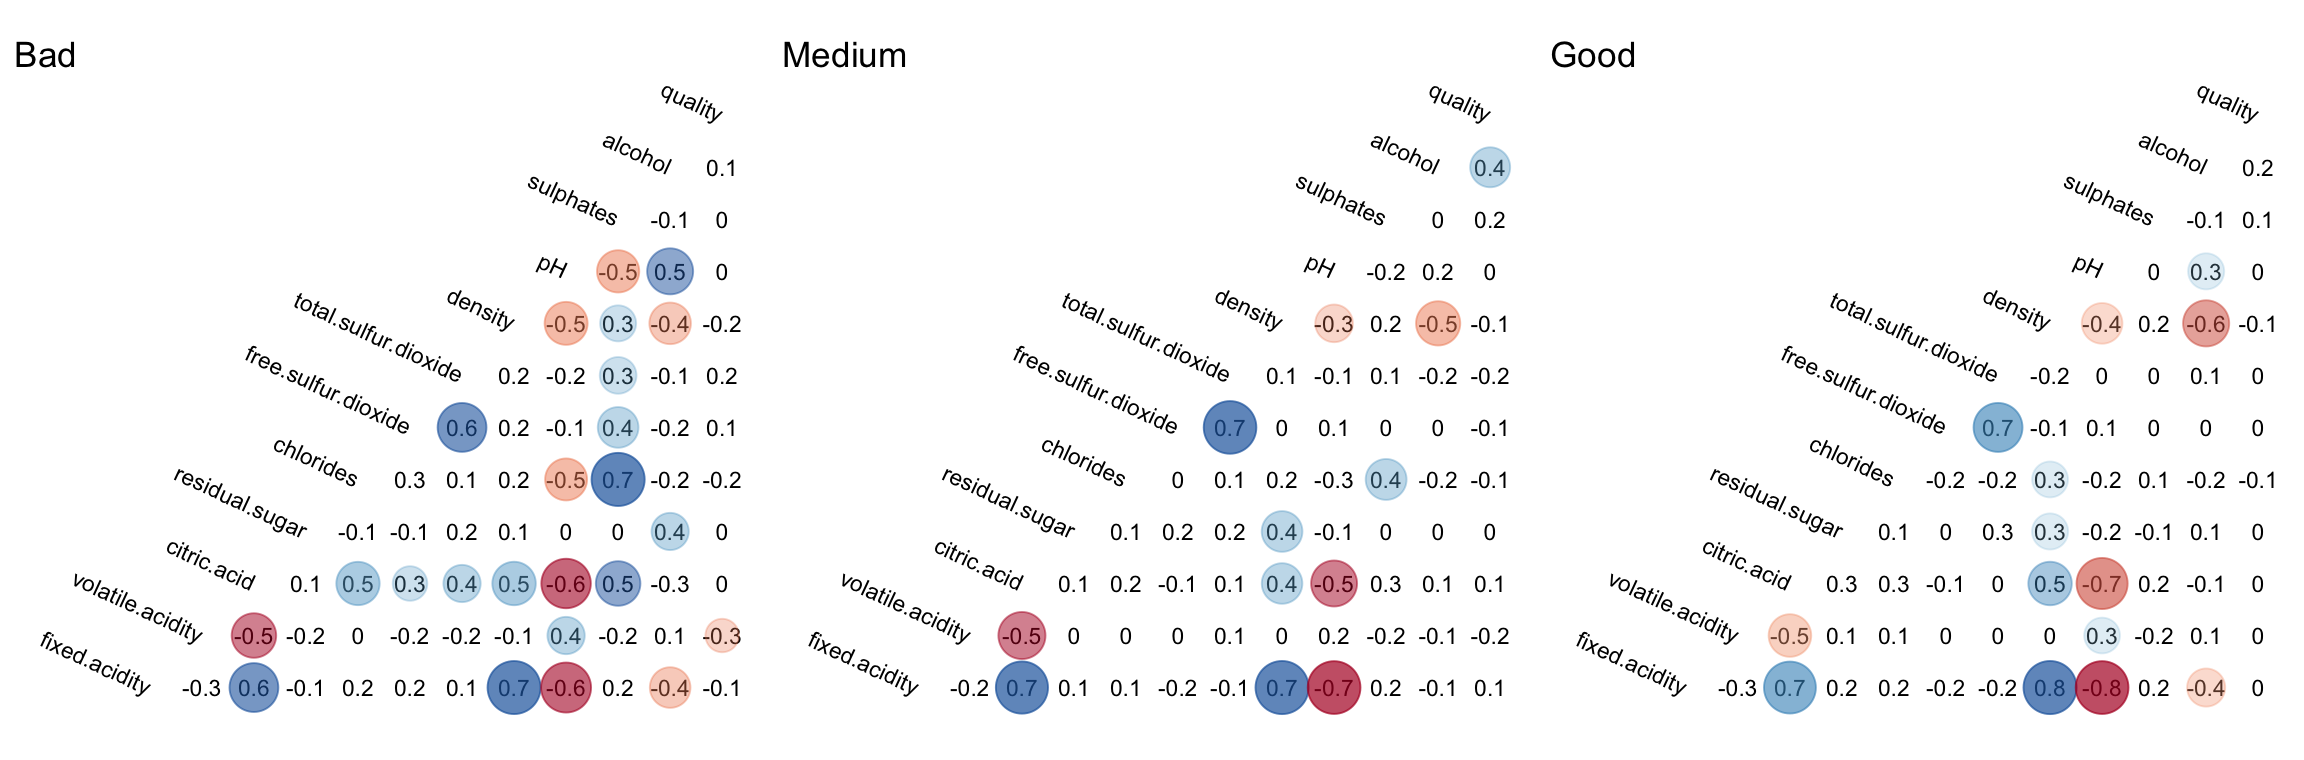 Bad Medium Good
quality quality quality
alcohol 0.1 alcohol 0.4 alcohol 0.2
sulphates -0.1 0 sulphates 0 0.2 sulphates -0.1 0.1
pH -0.5 0.5 0 pH -0.2 0.2 0 pH 0 0.3 0
density -0.5 0.3 -0.4 -0.2 density -0.3 0.2 -0.5 -0.1 density -0.4 0.2 -0.6 -0.1
total.sulfur.dioxide 0.2 -0.2 0.3 -0.1 0.2 total.sulfur.dioxide 0.1 -0.1 0.1 -0.2 -0.2 total.sulfur.dioxide -0.2 0 0 0.1 0
free.sulfur.dioxide 0.6 0.2 -0.1 0.4 -0.2 0.1 free.sulfur.dioxide 0.7 0 0.1 0 0 -0.1 free.sulfur.dioxide 0.7 -0.1 0.1 0 0 0
chlorides 0.3 0.1 0.2 -0.5 0.7 -0.2 -0.2 chlorides 0 0.1 0.2 -0.3 0.4 -0.2 -0.1 chlorides -0.2 -0.2 0.3 -0.2 0.1 -0.2 -0.1
residual.sugar -0.1 -0.1 0.2 0.1 0 0 0.4 0 residual.sugar 0.1 0.2 0.2 0.4 -0.1 0 0 0 residual.sugar 0.1 0 0.3 0.3 -0.2 -0.1 0.1 0
citric.acid 0.1 0.5 0.3 0.4 0.5 -0.6 0.5 -0.3 0 citric.acid 0.1 0.2 -0.1 0.1 0.4 -0.5 0.3 0.1 0.1 citric.acid 0.3 0.3 -0.1 0 0.5 -0.7 0.2 -0.1 0
volatile.acidity -0.5 -0.2 0 -0.2 -0.2 -0.1 0.4 -0.2 0.1 -0.3 volatile.acidity -0.5 0 0 0 0.1 0 0.2 -0.2 -0.1 -0.2 volatile.acidity -0.5 0.1 0.1 0 0 0 0.3 -0.2 0.1 0
fixed.acidity -0.3 0.6 -0.1 0.2 0.2 0.1 0.7 -0.6 0.2 -0.4 -0.1 fixed.acidity -0.2 0.7 0.1 0.1 -0.2 -0.1 0.7 -0.7 0.2 -0.1 0.1 fixed.acidity -0.3 0.7 0.2 0.2 -0.2 -0.2 0.8 -0.8 0.2 -0.4 0